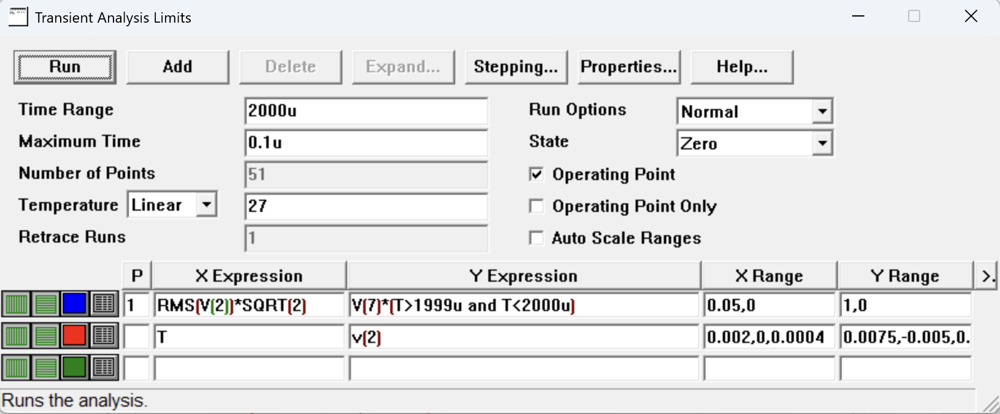 Transient Analysis Limits
Run Add Delete Expand... Stepping... Properties... Help...
Time Range 2000u Run Options Normal
Maximum Time 0.1u State Zero
Number of Points 51 Operating Point
Temperature Linear 27 Operating Point Only
Retrace Runs 1 Auto Scale Ranges
P X Expression Y Expression X Range Y Range >.
1 RMS(V(2))*SQRT(2) V(7)*(T>1999u and T<2000u) 0.05,0 1,0
T v(2) 0.002,0,0.0004 0.0075,-0.005,0.
Runs the analysis.